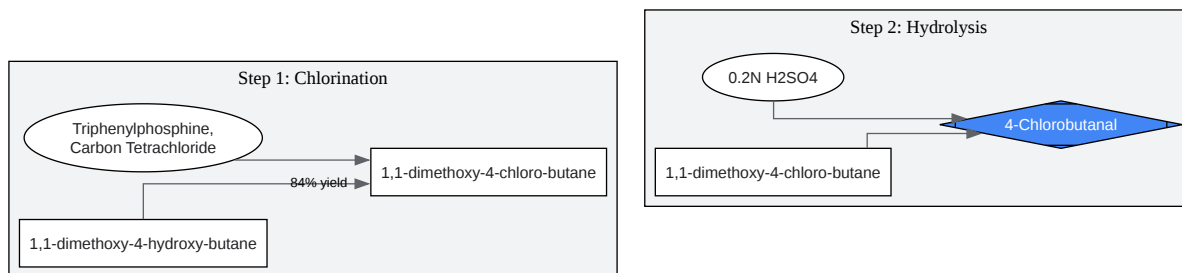 Step 1: Chlorination
Triphenylphosphine,
Carbon Tetrachloride
1,1-dimethoxy-4-chloro-butane
84% yield
1,1-dimethoxy-4-hydroxy-butane
Step 2: Hydrolysis
0.2N H2SO4
4-Chlorobutanal
1,1-dimethoxy-4-chloro-butane